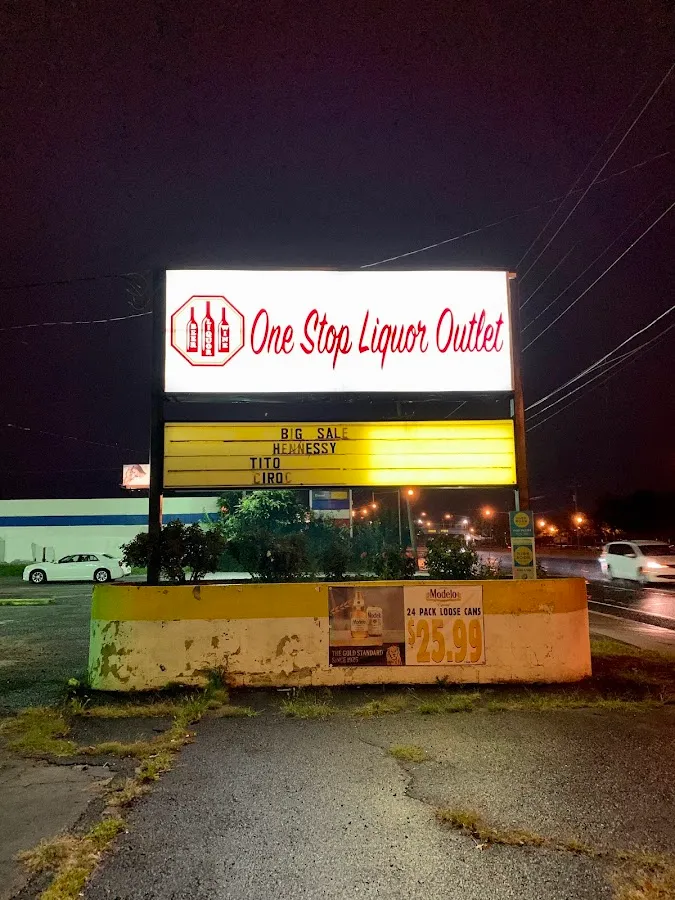 BEER
LIQUOR
WINE
One Stop Liquor Outlet
BIG SALE
HENNESSY
TITO
CIROC
Modelo
24 PACK LOOSE CANS
$25.99
THE GOLD STANDARD
SINCE 1925